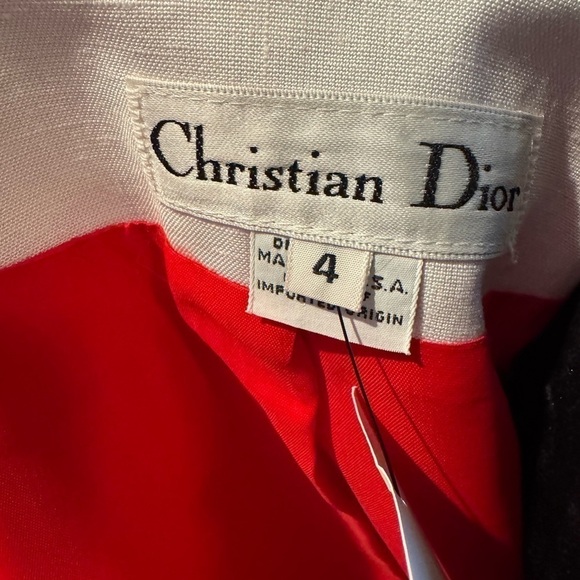 Christian Dior
4
S.A.
IMPORTED ORIGIN